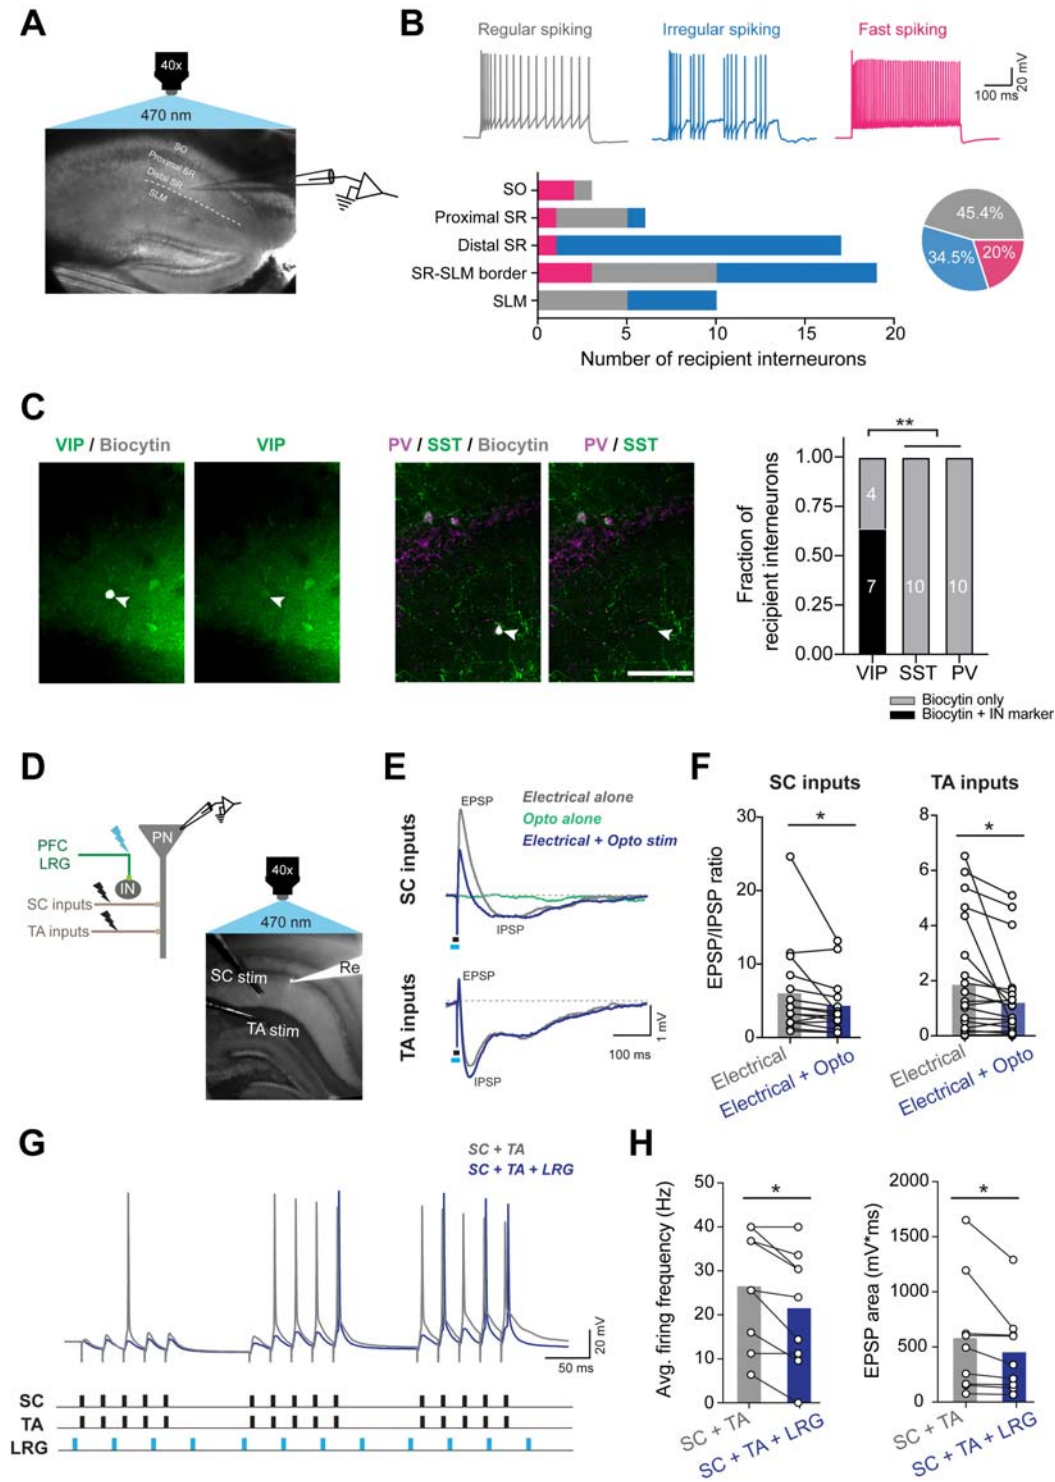 A
40x
470 nm
SO
Proximal SR
Distal SR
SLM
B
Regular spiking
Irregular spiking
Fast spiking
20 mV
100 ms
SO
Proximal SR
Distal SR
SR-SLM border
SLM
0
5
10
15
20
Number of recipient interneurons
45.4%
34.5%
20%
C
VIP / Biocytin
VIP
PV / SST / Biocytin
PV / SST
**
Fraction of
recipient interneurons
1.00
0.75
0.50
0.25
0.00
4
7
10
10
VIP
SST
PV
Biocytin only
Biocytin + IN marker
D
PN
PFC
LRG
IN
SC inputs
TA inputs
40x
470 nm
SC stim
Re
TA stim
E
SC inputs
EPSP
Electrical alone
Opto alone
Electrical + Opto stim
IPSP
TA inputs
EPSP
IPSP
1 mV
100 ms
F
SC inputs
TA inputs
EPSP/IPSP ratio
30
20
10
0
*
Electrical
Electrical + Opto
8
6
4
2
0
*
Electrical
Electrical + Opto
G
SC + TA
SC + TA + LRG
20 mV
50 ms
SC
TA
LRG
H
Avg. firing frequency (Hz)
50
40
30
20
10
0
*
SC + TA
SC + TA + LRG
EPSP area (mV*ms)
2000
1500
1000
500
0
*
SC + TA
SC + TA + LRG